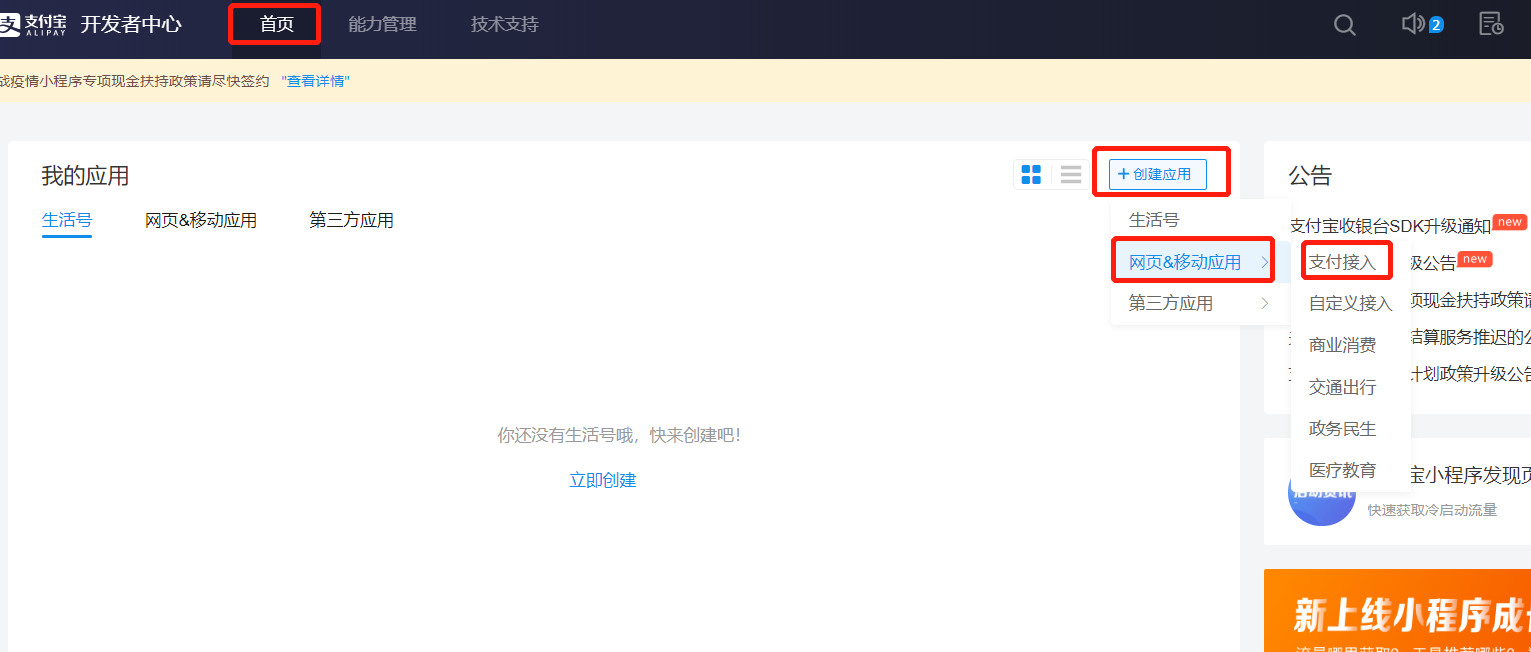 支 支付宝 ALIPAY 开发者中心 首页 能力管理 技术支持 2
战疫情小程序专项现金扶持政策请尽快签约 "查看详情"
我的应用
生活号 网页&移动应用 第三方应用
+ 创建应用
生活号
网页&移动应用
第三方应用
支付接入
自定义接入
商业消费
交通出行
政务民生
医疗教育
你还没有生活号哦，快来创建吧！
立即创建
公告
支付宝收银台SDK升级通知 new
级公告 new
项现金扶持政策请
结算服务推迟的公
计划政策升级公告
宝小程序发现页
活动资讯
快速获取冷启动流量
新上线小程序成长